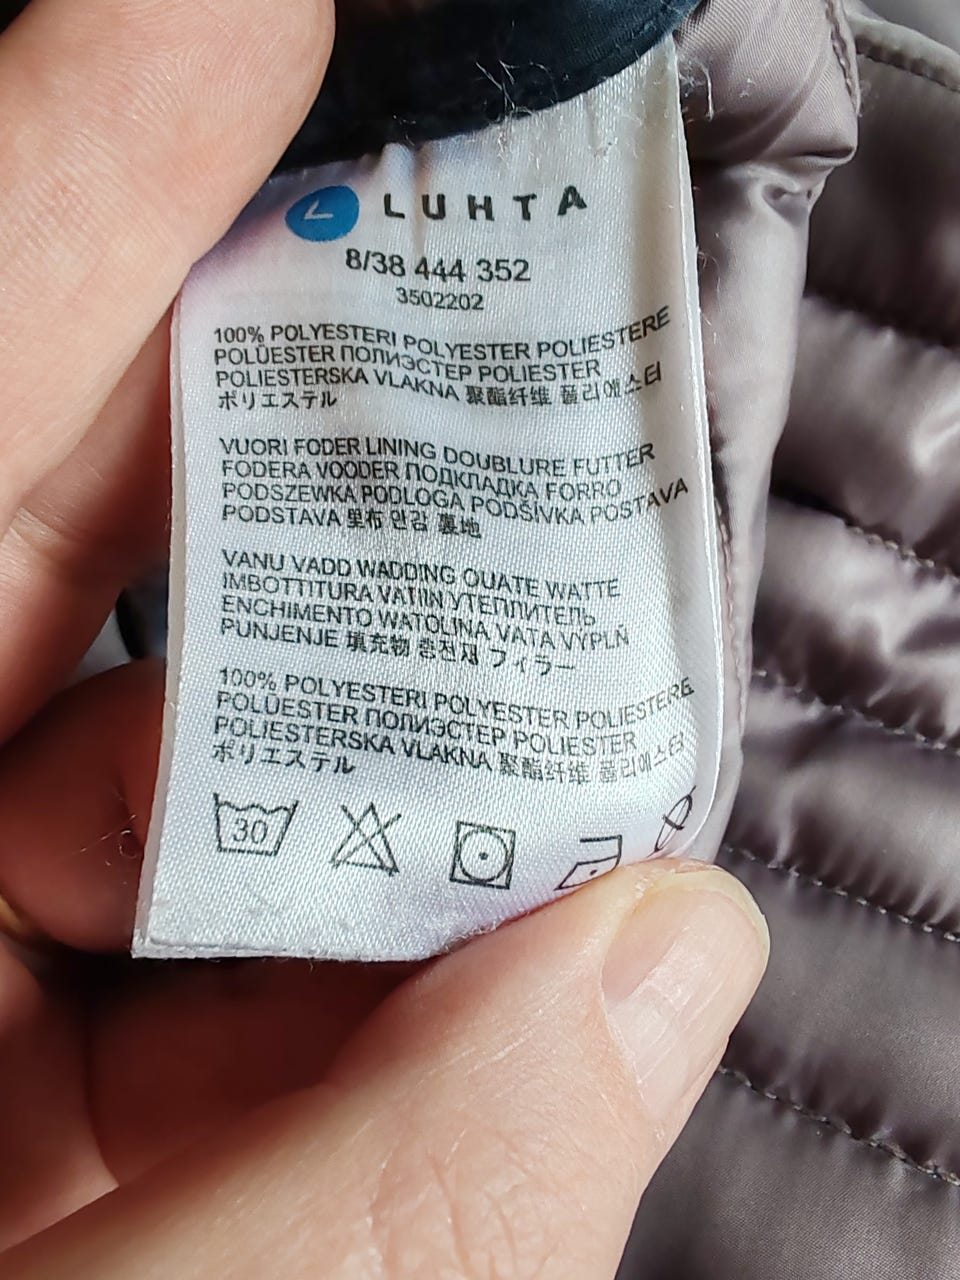 LUHTA
8/38 444 352
3502202
100% POLYESTERI POLYESTER POLIESTERE
POLÜESTER ПОЛИЭСТЕР POLIESTER
POLIESTERSKA VLAKNA 聚酯纤维 폴리에스터
ポリエステル
VUORI FODER LINING DOUBLURE FUTTER
FODERA VOODER ПОДКЛАДКА FORRO
PODSZEWKA PODLOGA PODŠIVKA POSTAVA
PODSTAVA 里布 안감 裏地
VANU VADD WADDING OUATE WATTE
IMBOTTITURA VATIIN УТЕПЛИТЕЛЬ
ENCHIMENTO WATOLINA VATA VÝPLŇ
PUNJENJE 填充物 충전재 フィラー
100% POLYESTERI POLYESTER POLIESTERE
POLÜESTER ПОЛИЭСТЕР POLIESTER
POLIESTERSKA VLAKNA 聚酯纤维 폴리에스터
ポリエステル
30